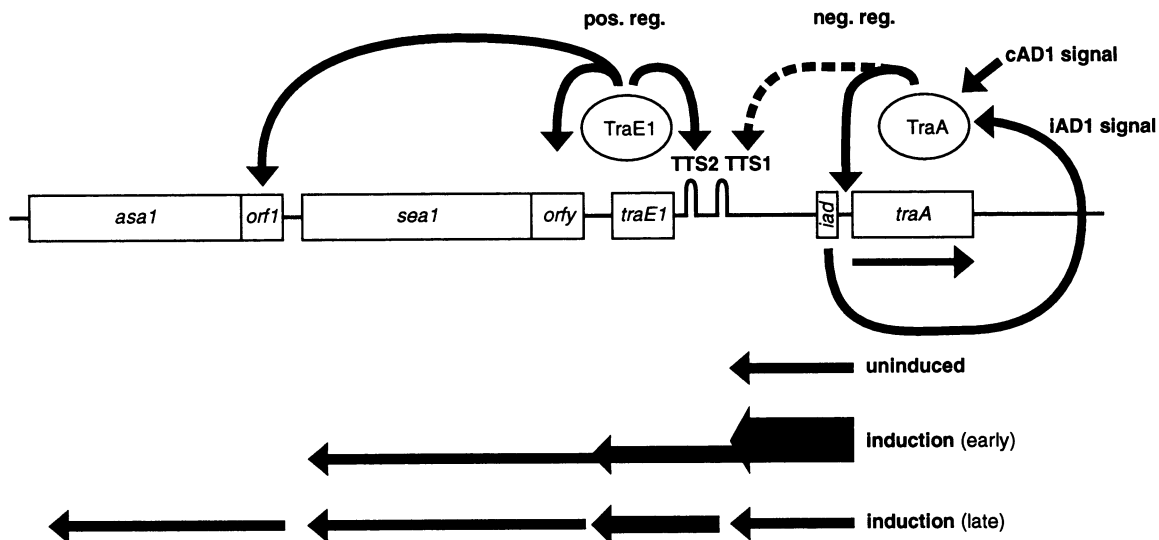 pos. reg.
neg. reg.
cAD1 signal
TraE1
TraA
iAD1 signal
TTS2 TTS1
asa1
orf1
sea1
orfy
traE1
iad
traA
uninduced
induction (early)
induction (late)